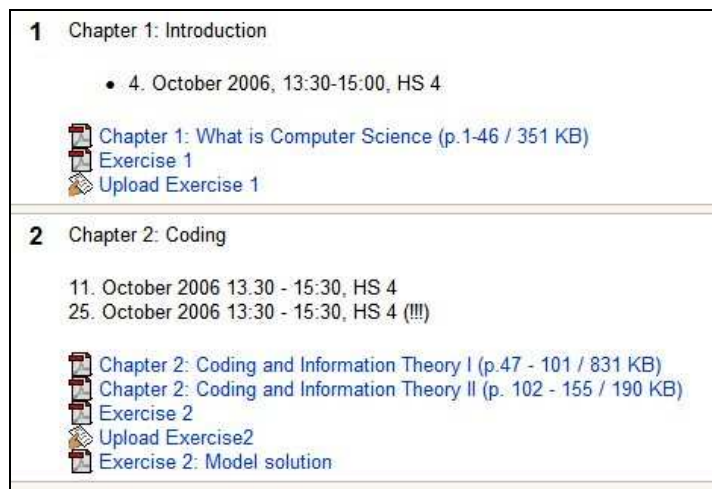 1 Chapter 1: Introduction
• 4. October 2006, 13:30-15:00, HS 4
Chapter 1: What is Computer Science (p.1-46 / 351 KB)
Exercise 1
Upload Exercise 1
2 Chapter 2: Coding
11. October 2006 13.30 - 15:30, HS 4
25. October 2006 13:30 - 15:30, HS 4 (!!!)
Chapter 2: Coding and Information Theory I (p.47 - 101 / 831 KB)
Chapter 2: Coding and Information Theory II (p. 102 - 155 / 190 KB)
Exercise 2
Upload Exercise2
Exercise 2: Model solution